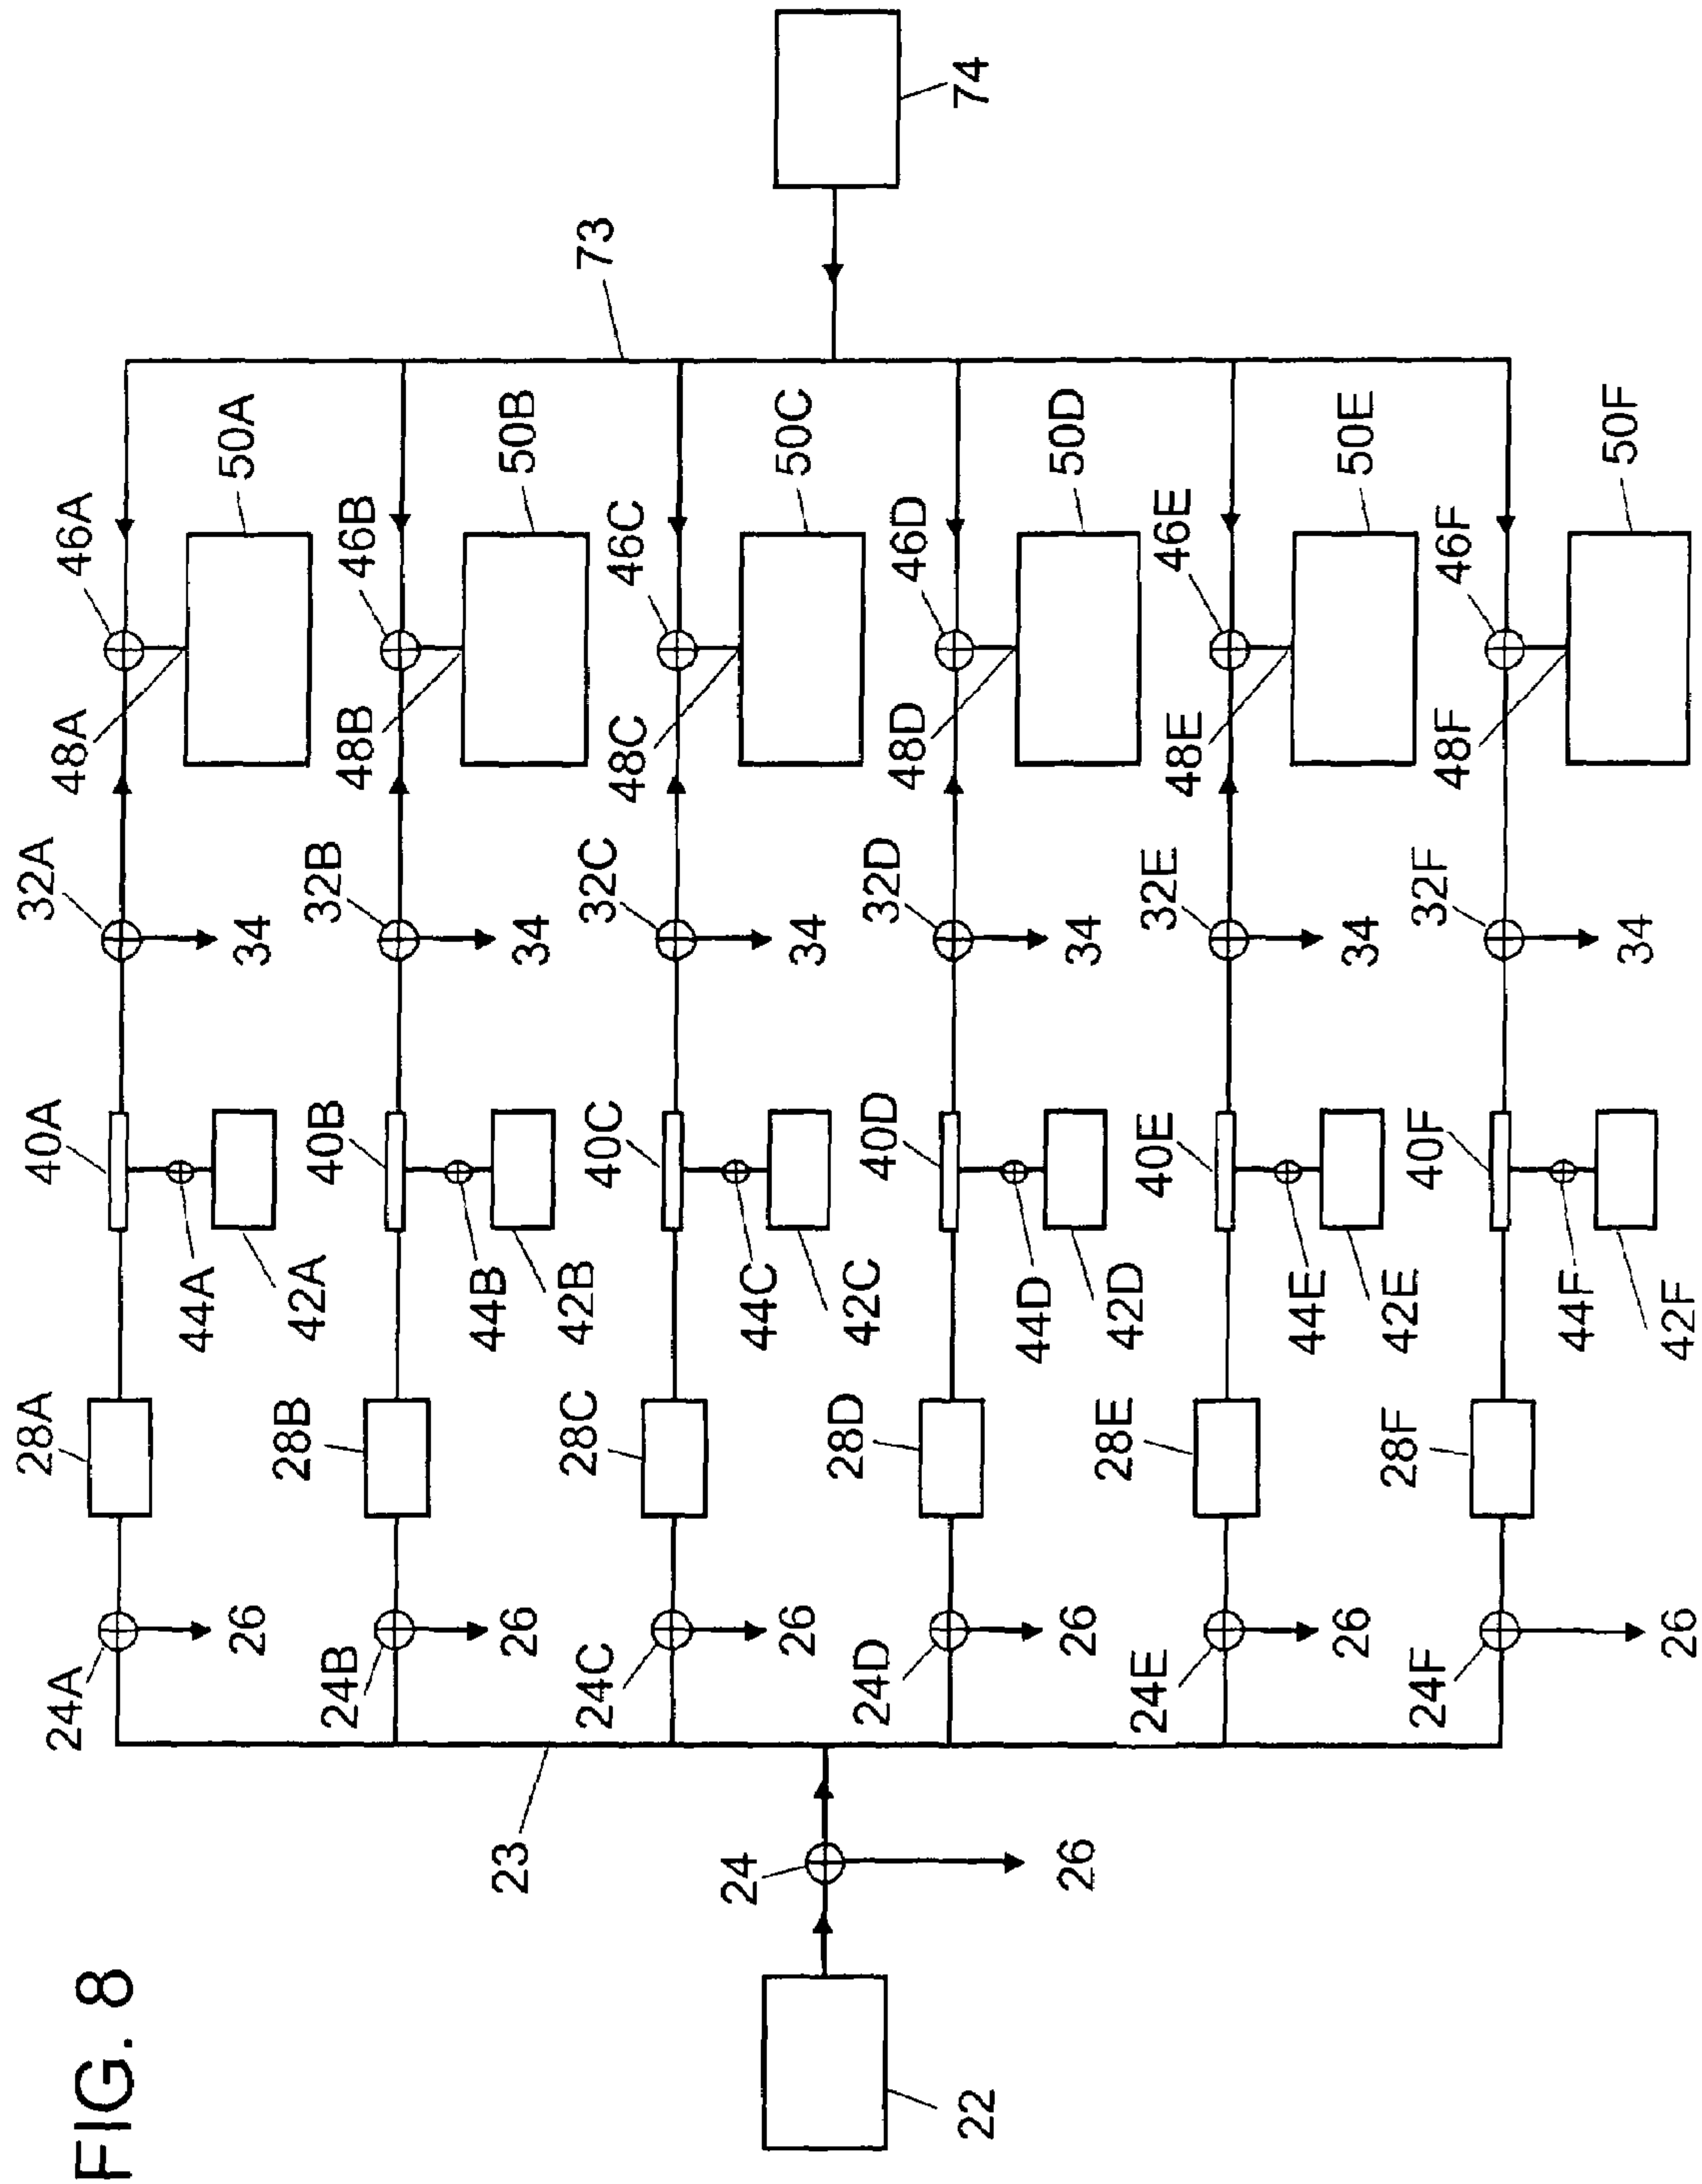 FIG. 8
22
24
26
23
24A
26
28A
40A
44A
42A
32A
34
48A
46A
50A
24B
26
28B
40B
44B
42B
32B
34
48B
46B
50B
24C
26
28C
40C
44C
42C
32C
34
48C
46C
50C
24D
26
28D
40D
44D
42D
32D
34
48D
46D
50D
24E
26
28E
40E
44E
42E
32E
34
48E
46E
50E
24F
26
28F
40F
44F
42F
32F
34
48F
46F
50F
73
74